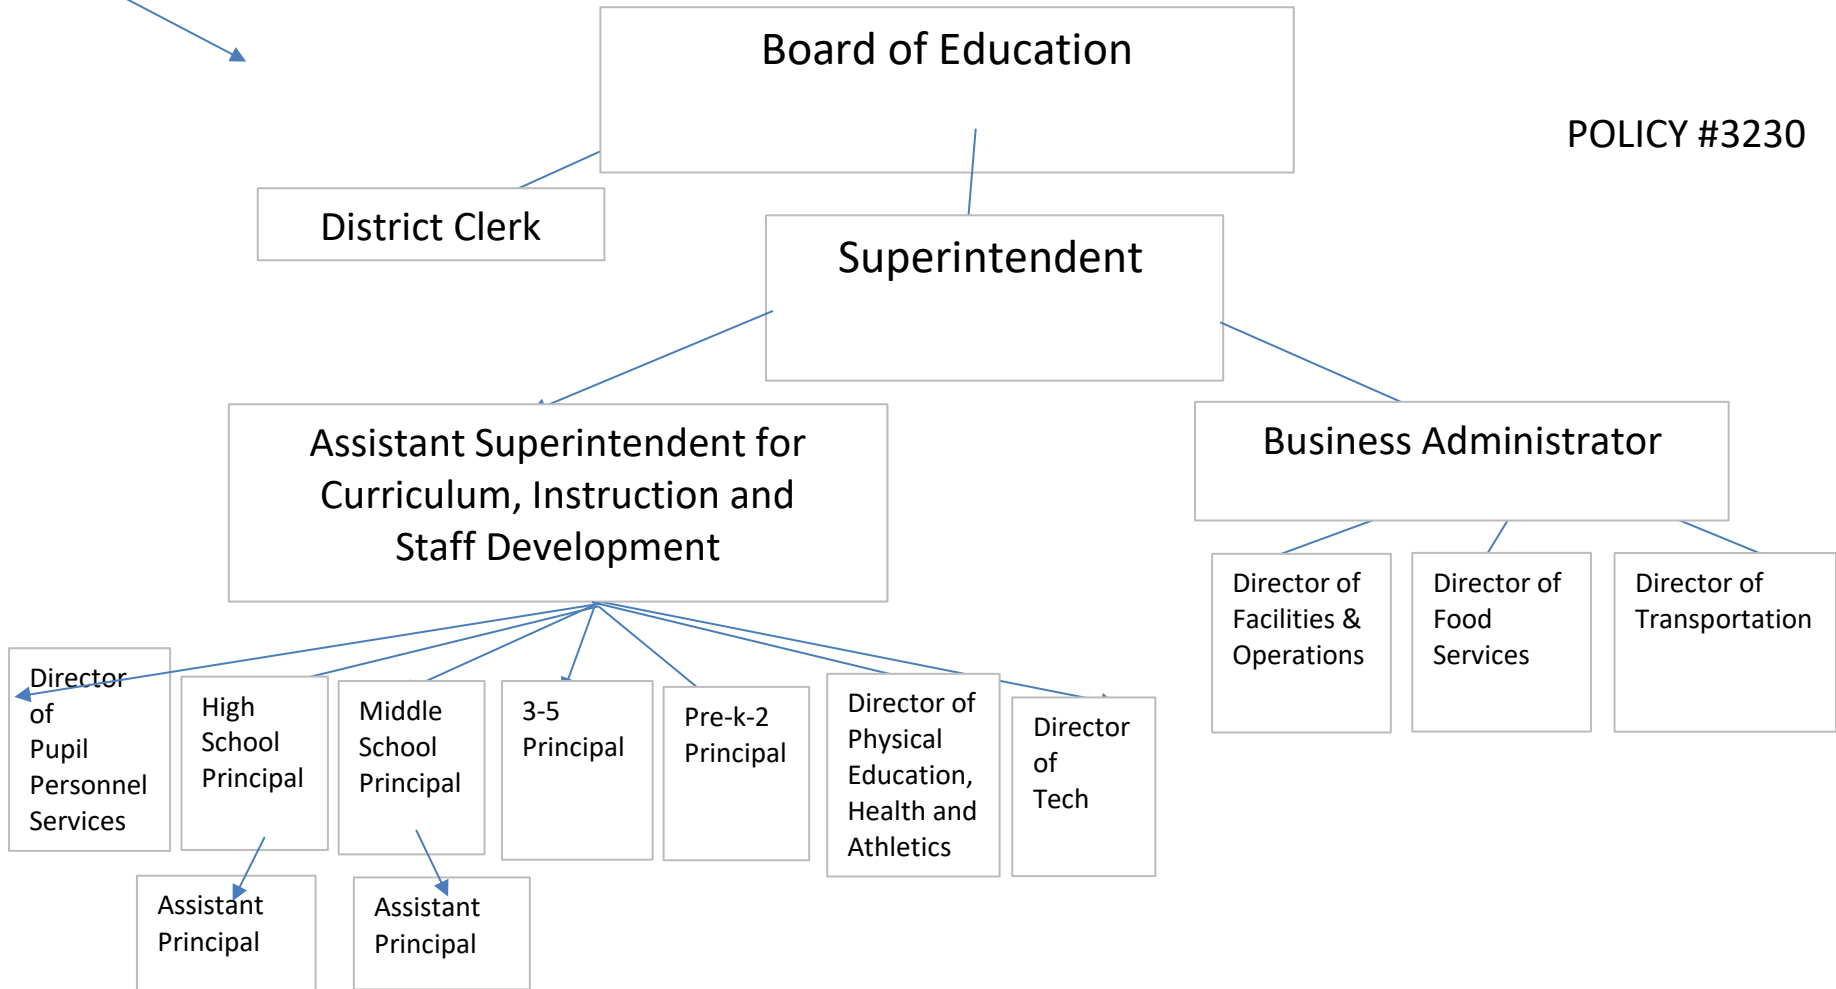 Board of Education
POLICY #3230
District Clerk
Superintendent
Assistant Superintendent for
Curriculum, Instruction and
Staff Development
Business Administrator
Director of
Facilities &
Operations
Director of
Food
Services
Director of
Transportation
Director
of
Pupil
Personnel
Services
High
School
Principal
Middle
School
Principal
3-5
Principal
Pre-k-2
Principal
Director of
Physical
Education,
Health and
Athletics
Director
of
Tech
Assistant
Principal
Assistant
Principal